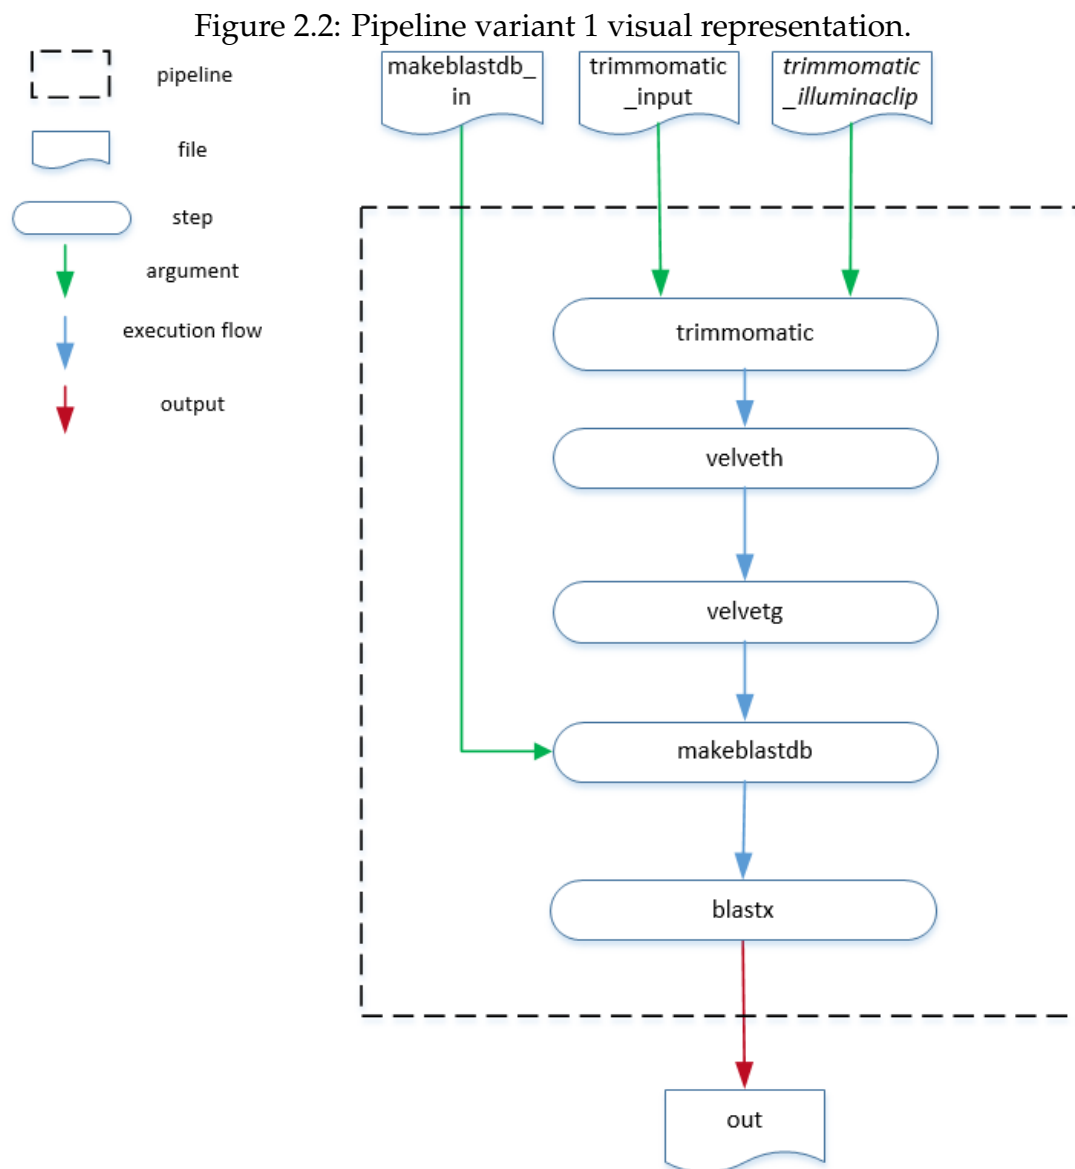 Figure 2.2: Pipeline variant 1 visual representation.
pipeline
file
step
argument
execution flow
output
makeblastdb_
in
trimmomatic
_input
trimmomatic
_illuminaclip
trimmomatic
velveth
velvetg
makeblastdb
blastx
out